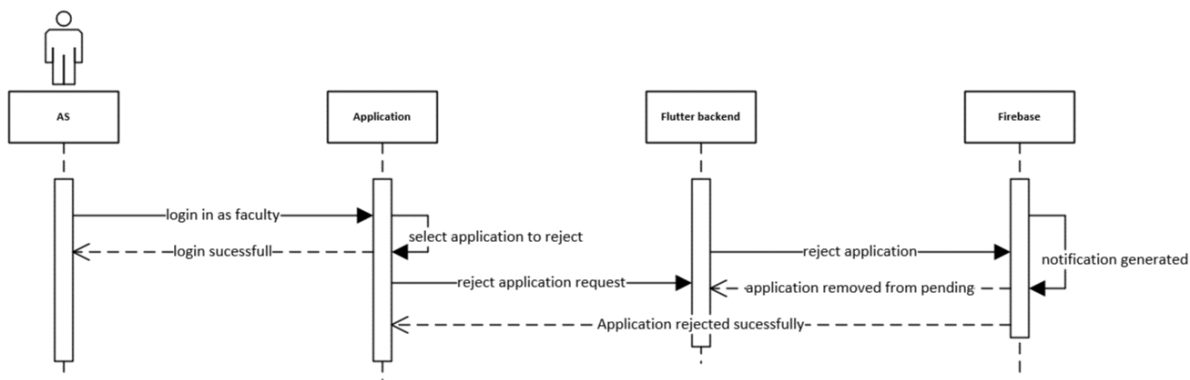 AS
Application
Flutter backend
Firebase
login in as faculty
select application to reject
login sucessfull
reject application
notification generated
reject application request
application removed from pending
Application rejected sucessfully